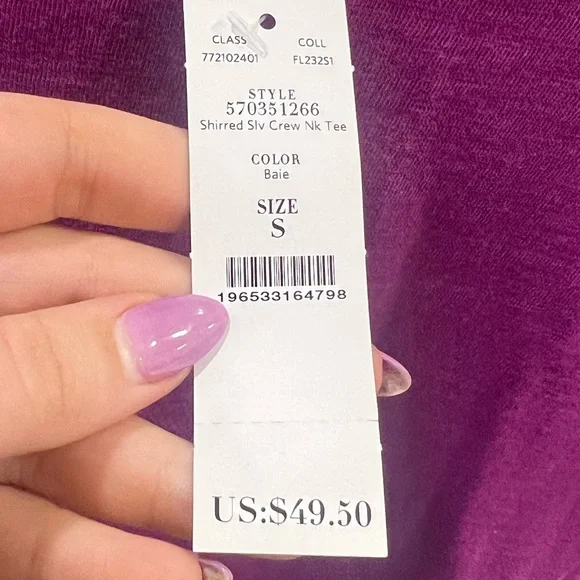 CLASS COLL
772102401 FL232S1
STYLE
570351266
Shirred Slv Crew Nk Tee
COLOR
Baie
SIZE
S
196533164798
US:$49.50